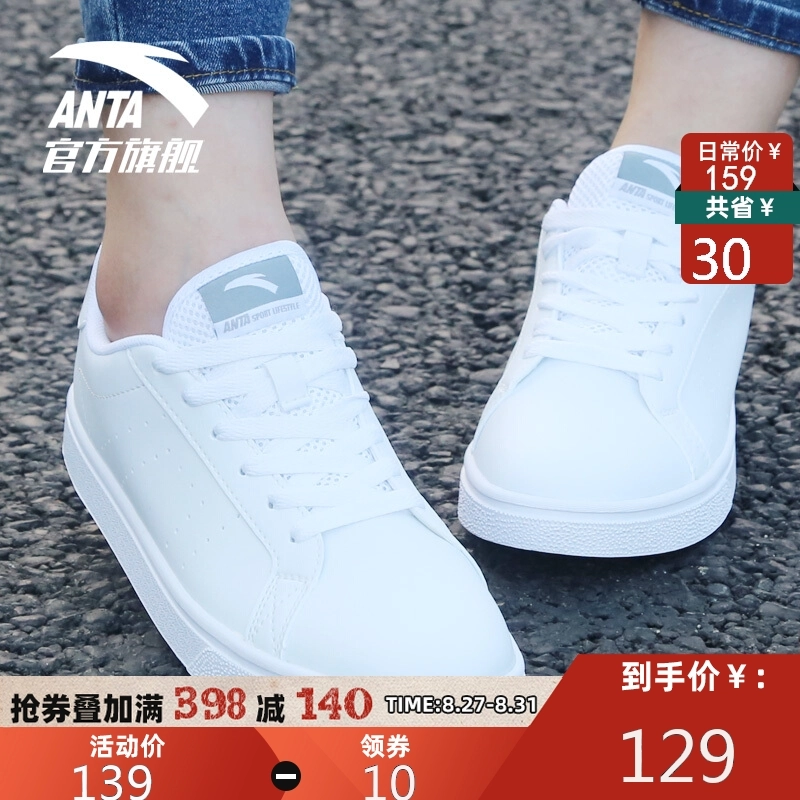 ANTA
官方旗舰
日常价￥
159
共省￥
30
ANTA SPORT LIFESTYLE
ANTA SPORT LIFESTYLE
抢券叠加满 398 减 140 TIME:8.27-8.31
到手价￥:
129
活动价
139
-
领券
10